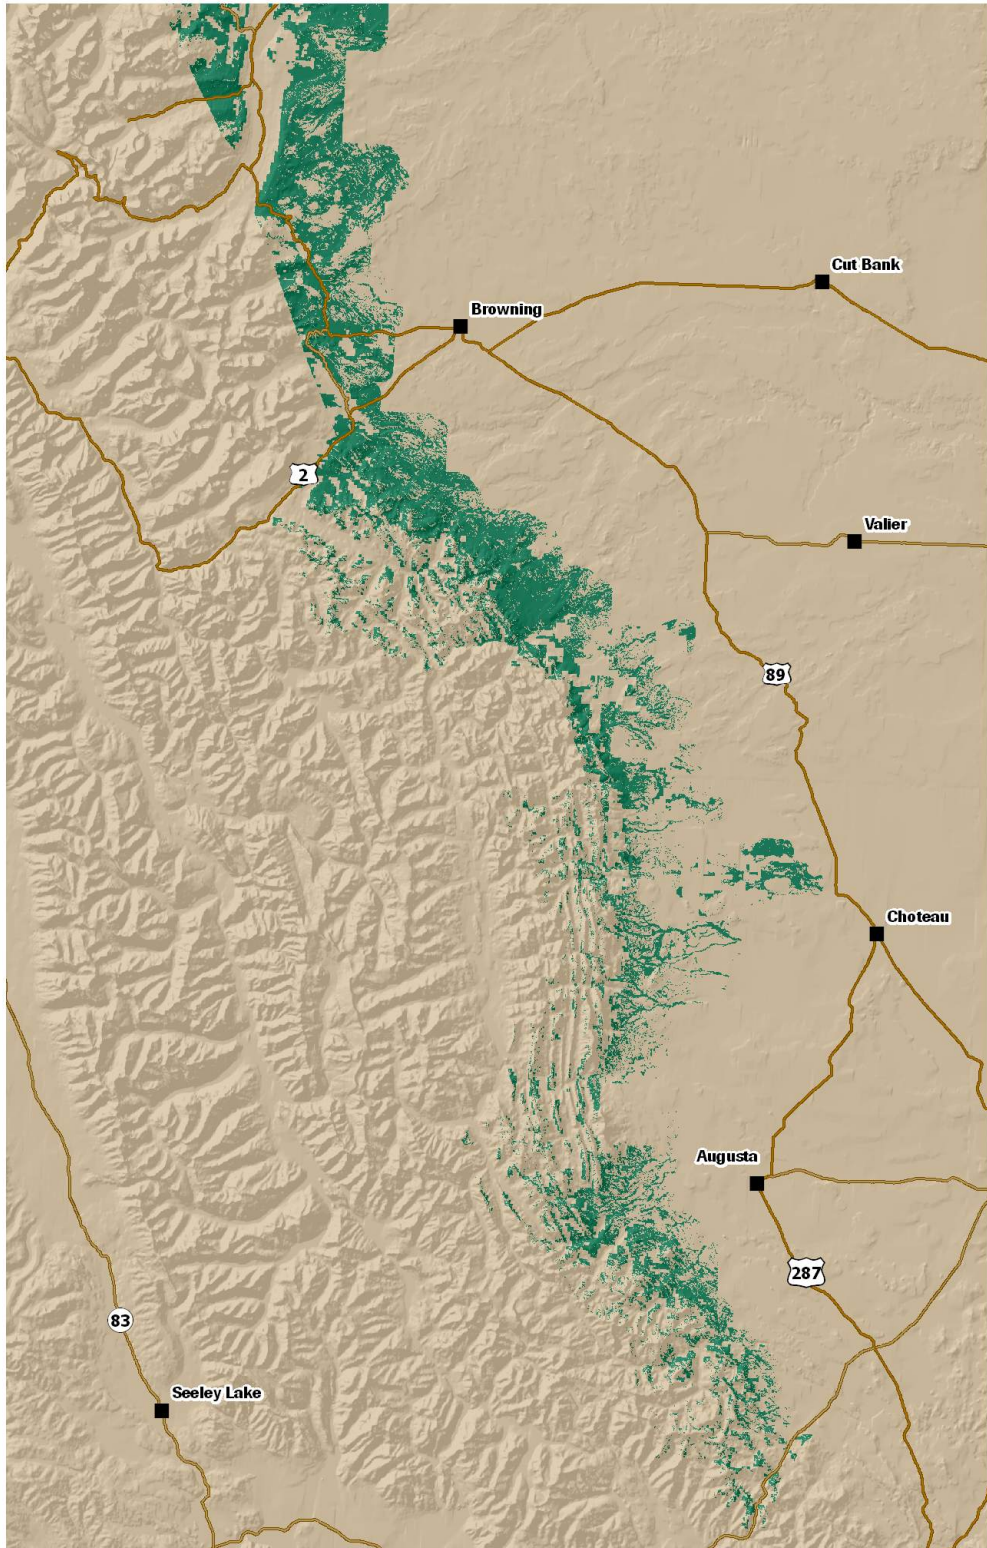 Cut Bank
Browning
2
Valier
89
Choteau
Augusta
287
83
Seeley Lake